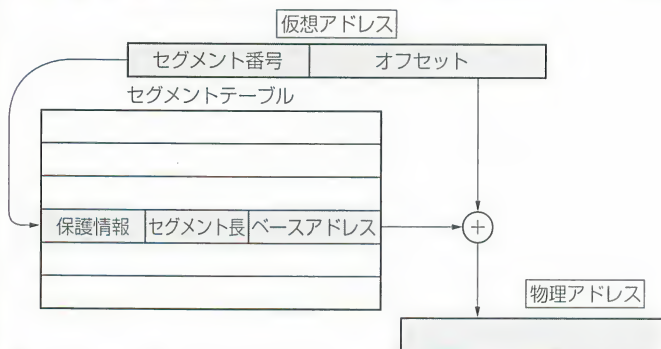 仮想アドレス
セグメント番号
オフセット
セグメントテーブル
保護情報
セグメント長
ベースアドレス
+
物理アドレス